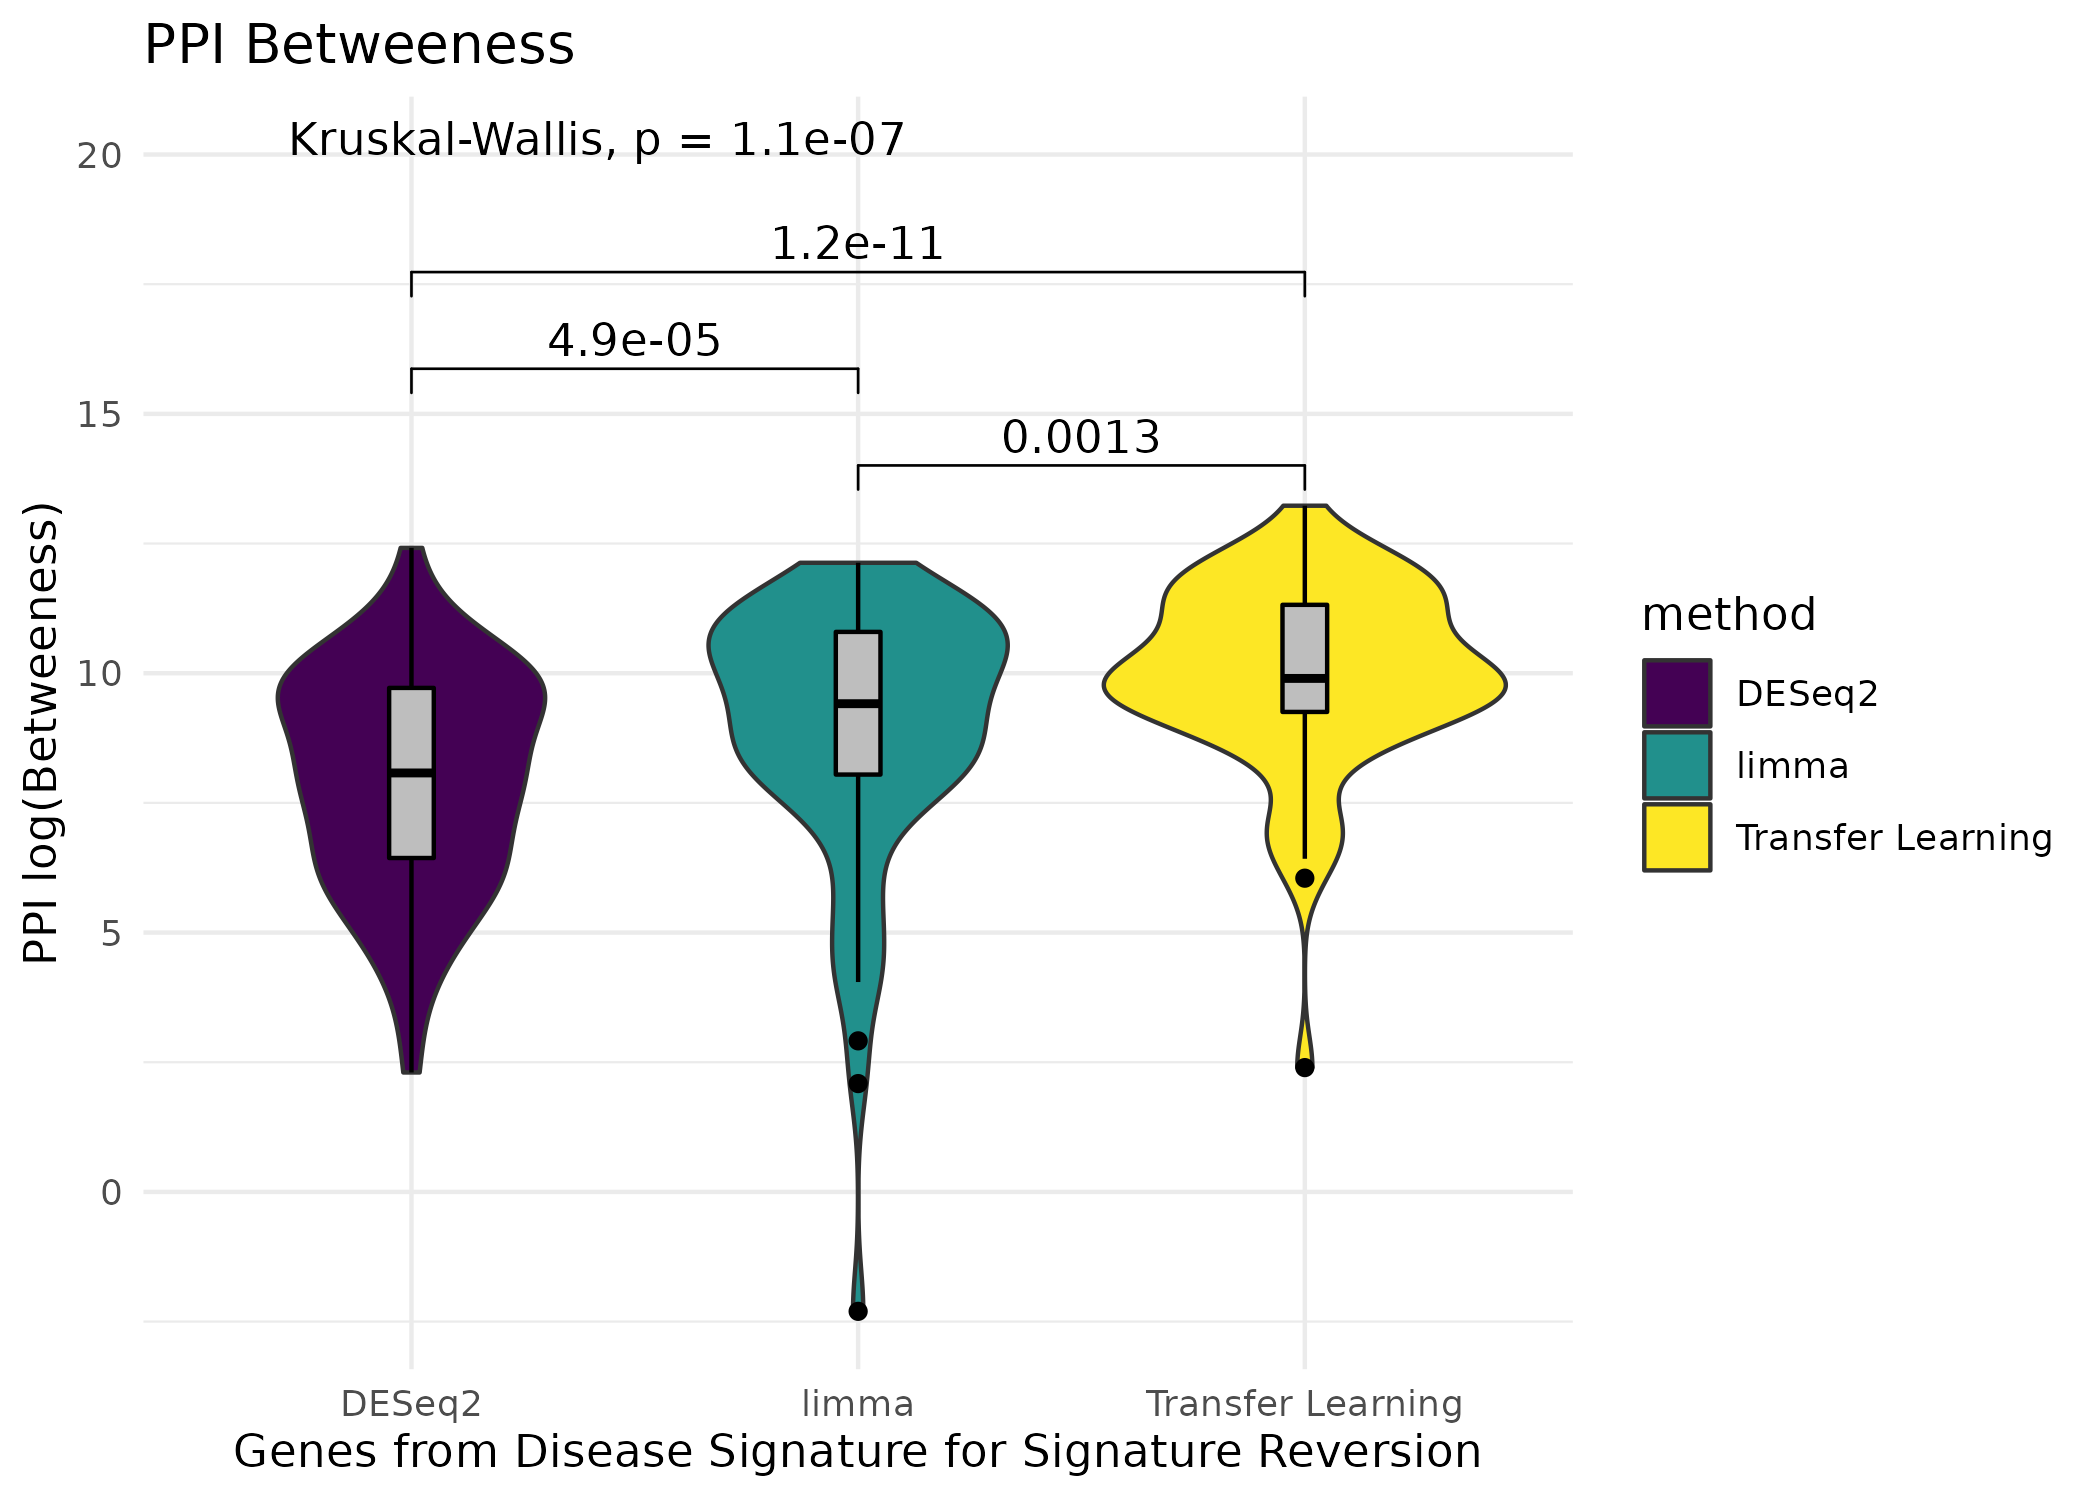 PPI Betweeness
Kruskal-Wallis, p = 1.1e-07
1.2e-11
4.9e-05
0.0013
20
15
10
5
0
PPI log(Betweeness)
DESeq2
limma
Transfer Learning
Genes from Disease Signature for Signature Reversion
method
DESeq2
limma
Transfer Learning